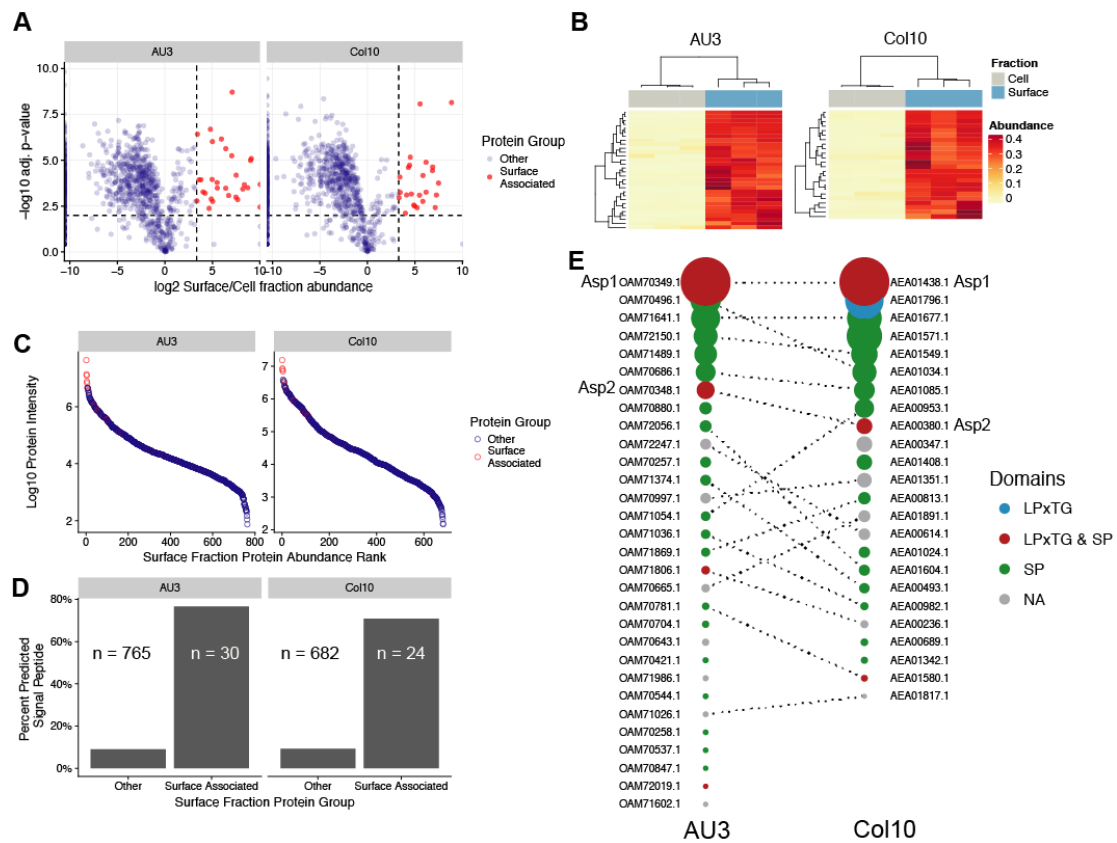 A
AU3
Col10
10.0
7.5
5.0
2.5
0.0
−log10 adj. p−value
−10
−5
0
5
10
−10
−5
0
5
10
log2 Surface/Cell fraction abundance
Protein Group
Other
Surface
Associated
B
AU3
Col10
Fraction
Cell
Surface
Abundance
0.4
0.3
0.2
0.1
0
C
AU3
Col10
6
4
2
7
6
5
4
3
2
Log10 Protein Intensity
0
200
400
600
800
0
200
400
600
Surface Fraction Protein Abundance Rank
Protein Group
Other
Surface
Associated
D
AU3
Col10
80%
60%
40%
20%
0%
Percent Predicted
Signal Peptide
n = 765
n = 30
n = 682
n = 24
Other
Surface Associated
Other
Surface Associated
Surface Fraction Protein Group
E
Asp1 OAM70349.1
OAM70496.1
OAM71641.1
OAM72150.1
OAM71489.1
OAM70686.1
Asp2 OAM70348.1
OAM70880.1
OAM72056.1
OAM72247.1
OAM70257.1
OAM71374.1
OAM70997.1
OAM71054.1
OAM71036.1
OAM71869.1
OAM71806.1
OAM70665.1
OAM70781.1
OAM70704.1
OAM70643.1
OAM70421.1
OAM71986.1
OAM70544.1
OAM71026.1
OAM70258.1
OAM70537.1
OAM70847.1
OAM72019.1
OAM71602.1
AU3
AEA01438.1 Asp1
AEA01796.1
AEA01677.1
AEA01571.1
AEA01549.1
AEA01034.1
AEA01085.1
AEA00953.1
AEA00380.1 Asp2
AEA00347.1
AEA01408.1
AEA01351.1
AEA00813.1
AEA01891.1
AEA00614.1
AEA01024.1
AEA01604.1
AEA00493.1
AEA00982.1
AEA00236.1
AEA00689.1
AEA01342.1
AEA01580.1
AEA01817.1
Col10
Domains
LPxTG
LPxTG & SP
SP
NA